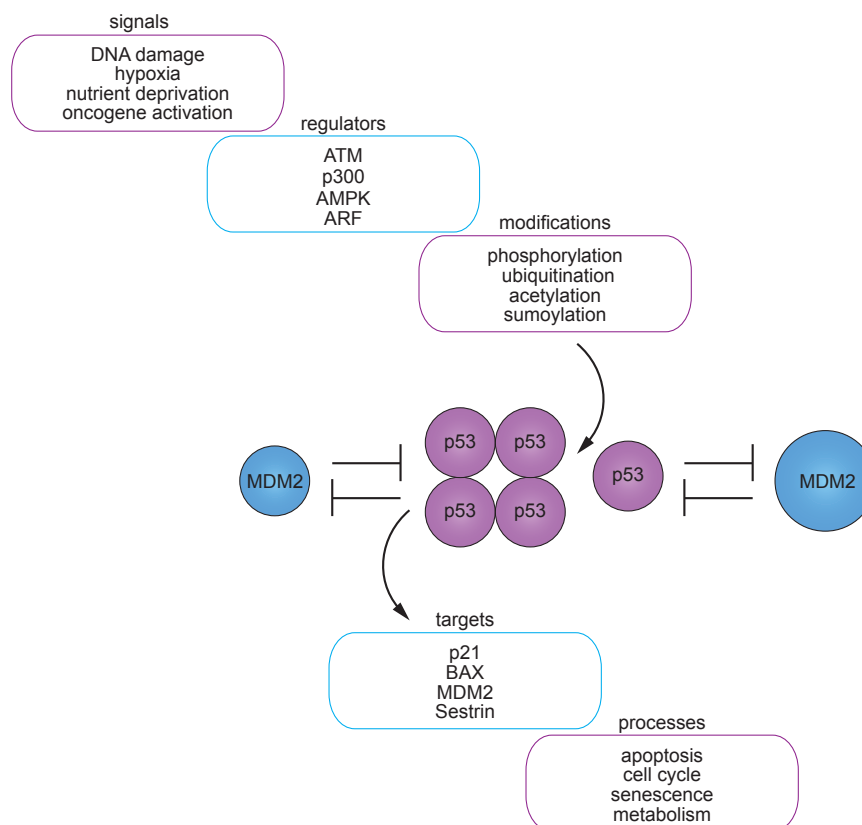 signals
DNA damage
hypoxia
nutrient deprivation
oncogene activation
regulators
ATM
p300
AMPK
ARF
modifications
phosphorylation
ubiquitination
acetylation
sumoylation
p53 p53
MDM2 p53 p53 p53 MDM2
targets
p21
BAX
MDM2
Sestrin
processes
apoptosis
cell cycle
senescence
metabolism